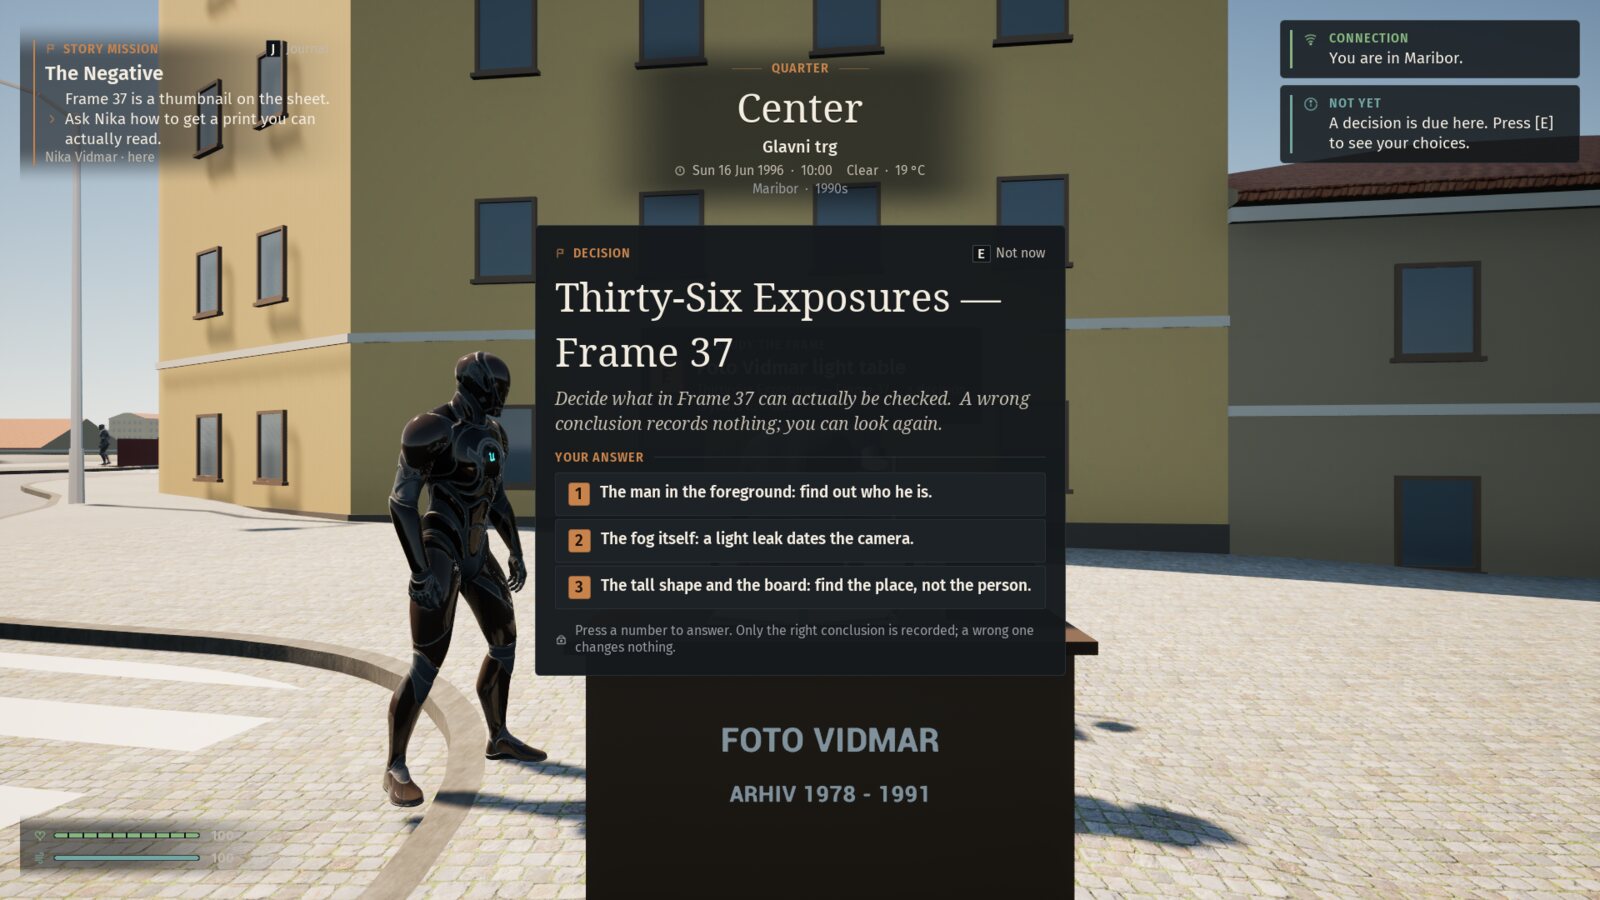 STORY MISSION
J Journal
The Negative
Frame 37 is a thumbnail on the sheet.
Ask Nika how to get a print you can
actually read.
Nika Vidmar · here
QUARTER
Center
Glavni trg
Sun 16 Jun 1996 · 10:00 Clear · 19 °C
Maribor · 1990s
CONNECTION
You are in Maribor.
NOT YET
A decision is due here. Press [E]
to see your choices.
DECISION
E Not now
Thirty-Six Exposures —
Frame 37
Decide what in Frame 37 can actually be checked. A wrong
conclusion records nothing; you can look again.
YOUR ANSWER
1 The man in the foreground: find out who he is.
2 The fog itself: a light leak dates the camera.
3 The tall shape and the board: find the place, not the person.
Press a number to answer. Only the right conclusion is recorded; a wrong one
changes nothing.
FOTO VIDMAR
ARHIV 1978 - 1991
100
100